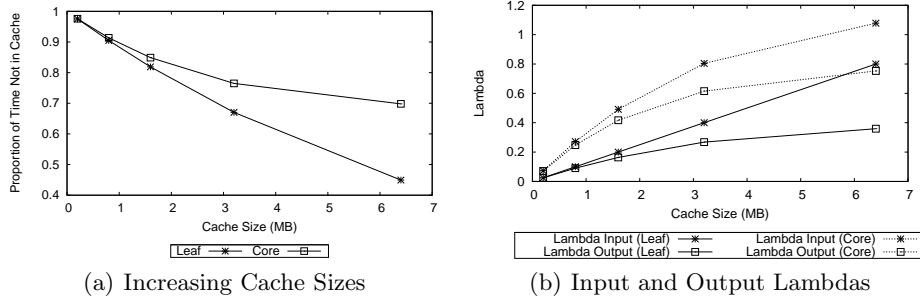 Proportion of Time Not in Cache
1
0.9
0.8
0.7
0.6
0.5
0.4
0 1 2 3 4 5 6 7
Cache Size (MB)
Leaf Core
(a) Increasing Cache Sizes
Lambda
1.2
1
0.8
0.6
0.4
0.2
0
0 1 2 3 4 5 6 7
Cache Size (MB)
Lambda Input (Leaf) Lambda Input (Core)
Lambda Output (Leaf) Lambda Output (Core)
(b) Input and Output Lambdas